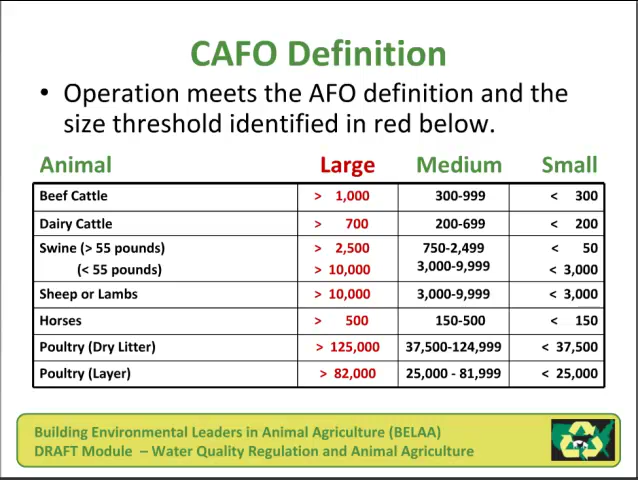 CAFO Definition
• Operation meets the AFO definition and the
size threshold identified in red below.
Animal Large Medium Small
Beef Cattle > 1,000 300-999 < 300
Dairy Cattle > 700 200-699 < 200
Swine (> 55 pounds) > 2,500 750-2,499 < 50
(< 55 pounds) > 10,000 3,000-9,999 < 3,000
Sheep or Lambs > 10,000 3,000-9,999 < 3,000
Horses > 500 150-500 < 150
Poultry (Dry Litter) > 125,000 37,500-124,999 < 37,500
Poultry (Layer) > 82,000 25,000 - 81,999 < 25,000
Building Environmental Leaders in Animal Agriculture (BELAA)
DRAFT Module – Water Quality Regulation and Animal Agriculture